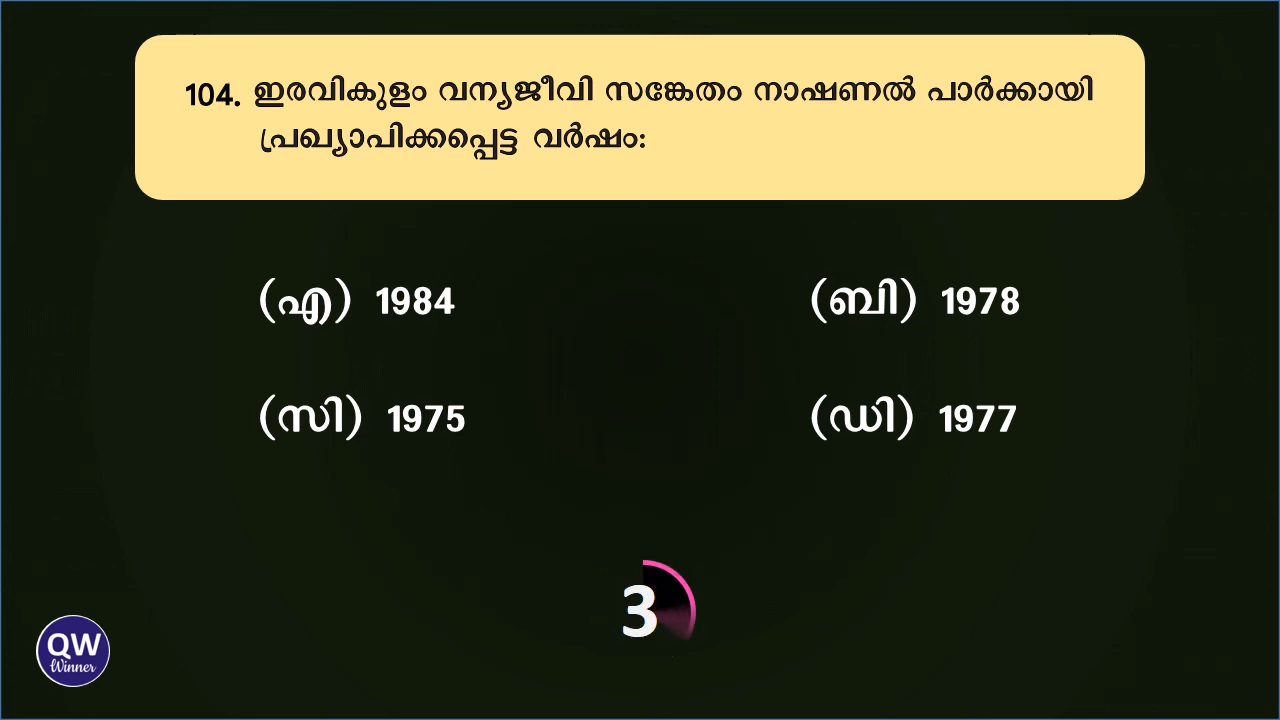 104. ഇരവികുളം വന്യജീവി സങ്കേതം നാഷണൽ പാർക്കായി
പ്രഖ്യാപിക്കപ്പെട്ട വർഷം:
(എ) 1984
(ബി) 1978
(സി) 1975
(ഡി) 1977
3
QW
Winner